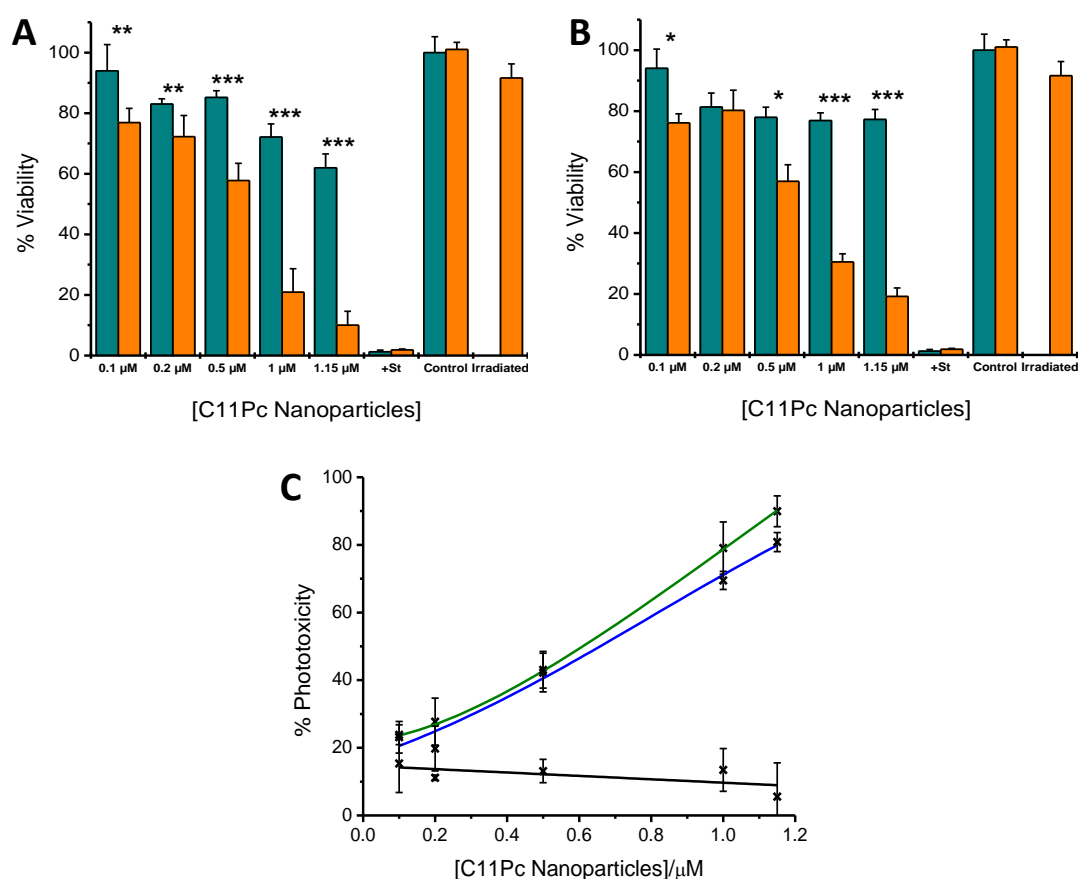 A
% Viability
100
80
60
40
20
0
**
**
***
***
***
0.1 µM 0.2 µM 0.5 µM 1 µM 1.15 µM +St Control Irradiated
[C11Pc Nanoparticles]
B
% Viability
100
80
60
40
20
0
*
*
***
***
0.1 µM 0.2 µM 0.5 µM 1 µM 1.15 µM +St Control Irradiated
[C11Pc Nanoparticles]
C
% Phototoxicity
100
80
60
40
20
0
0.0 0.2 0.4 0.6 0.8 1.0 1.2
[C11Pc Nanoparticles]/µM